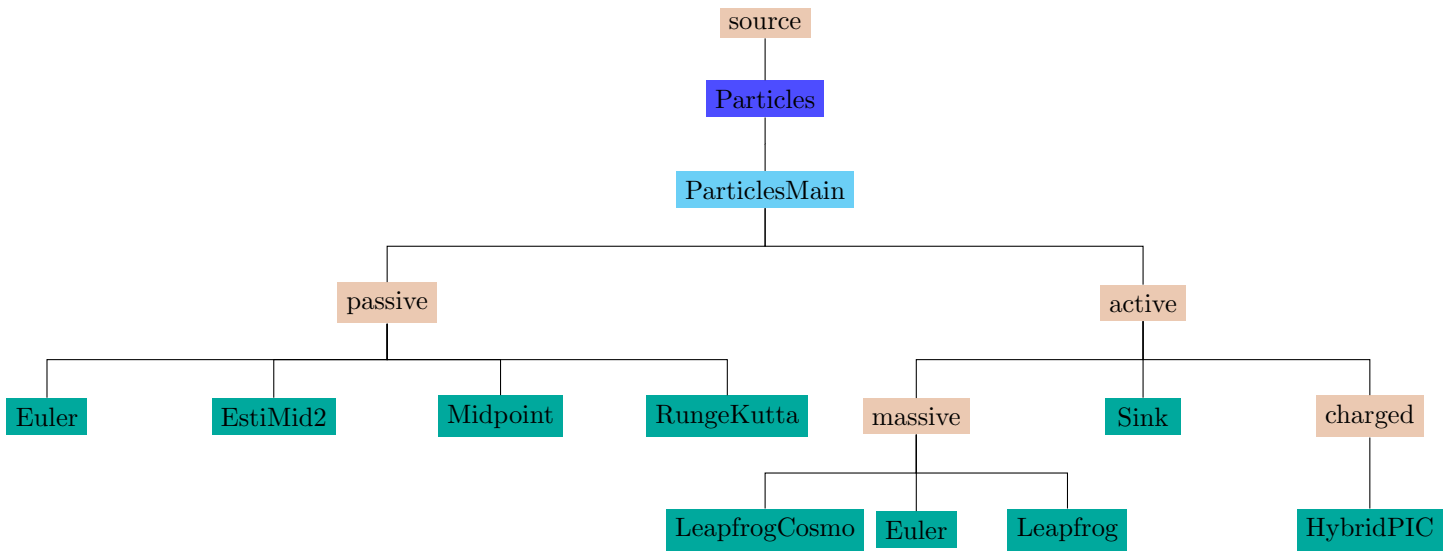 source
Particles
ParticlesMain
passive
active
Euler
EstiMid2
Midpoint
RungeKutta
massive
Sink
charged
LeapfrogCosmo
Euler
Leapfrog
HybridPIC